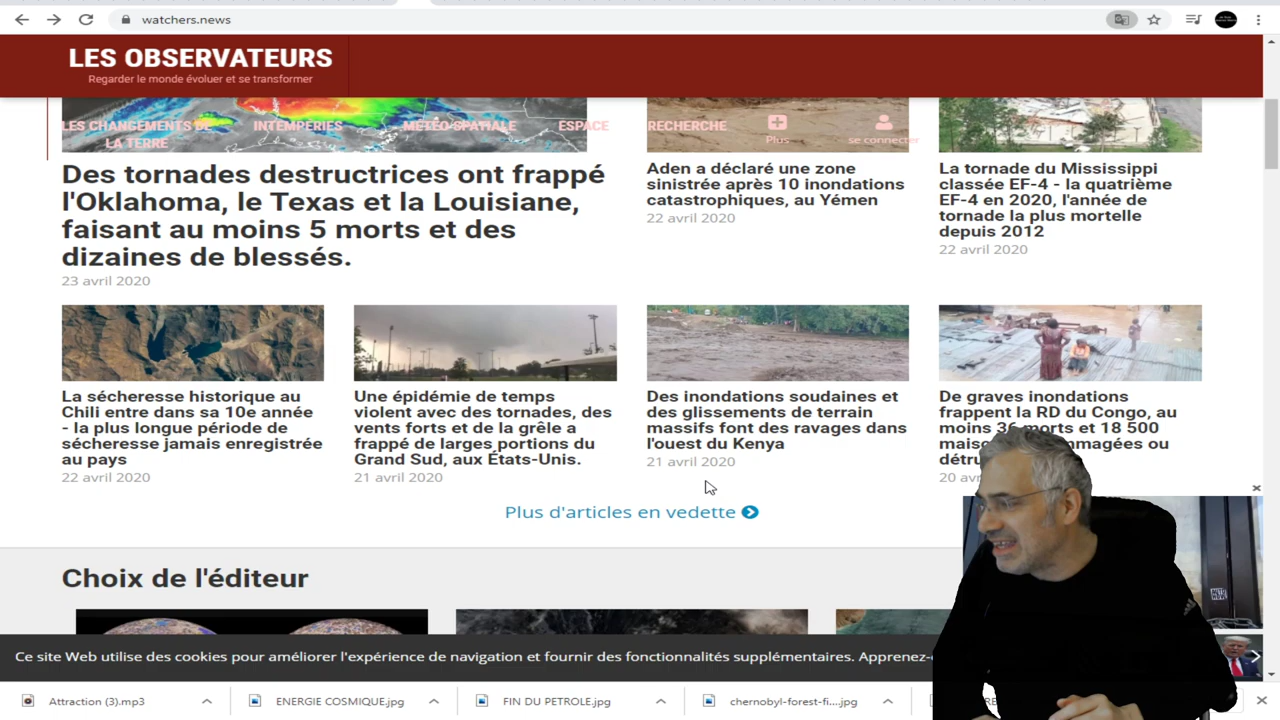 watchers.news
LES OBSERVATEURS
Regarder le monde évoluer et se transformer
LES CHANGEMENTS DE
LA TERRE
INTEMPÉRIES
MÉTÉO SPATIALE
ESPACE
RECHERCHE
Plus
se connecter
Des tornades destructrices ont frappé
l'Oklahoma, le Texas et la Louisiane,
faisant au moins 5 morts et des
dizaines de blessés.
23 avril 2020
Aden a déclaré une zone
sinistrée après 10 inondations
catastrophiques, au Yémen
22 avril 2020
La tornade du Mississippi
classée EF-4 - la quatrième
EF-4 en 2020, l'année de
tornade la plus mortelle
depuis 2012
22 avril 2020
La sécheresse historique au
Chili entre dans sa 10e année
- la plus longue période de
sécheresse jamais enregistrée
au pays
22 avril 2020
Une épidémie de temps
violent avec des tornades, des
vents forts et de la grêle a
frappé de larges portions du
Grand Sud, aux États-Unis.
21 avril 2020
Des inondations soudaines et
des glissements de terrain
massifs font des ravages dans
l'ouest du Kenya
21 avril 2020
De graves inondations
frappent la RD du Congo, au
moins 36 morts et 18 500
ou
20
Plus d'articles en vedette
Choix de l'éditeur
Ce site Web utilise des cookies pour améliorer l'expérience de navigation et fournir des fonctionnalités supplémentaires.
Attraction (3).mp3
ENERGIE COSMIQUE.jpg
FIN DU PETROLE.jpg
chernobyl-forest-fi....jpg